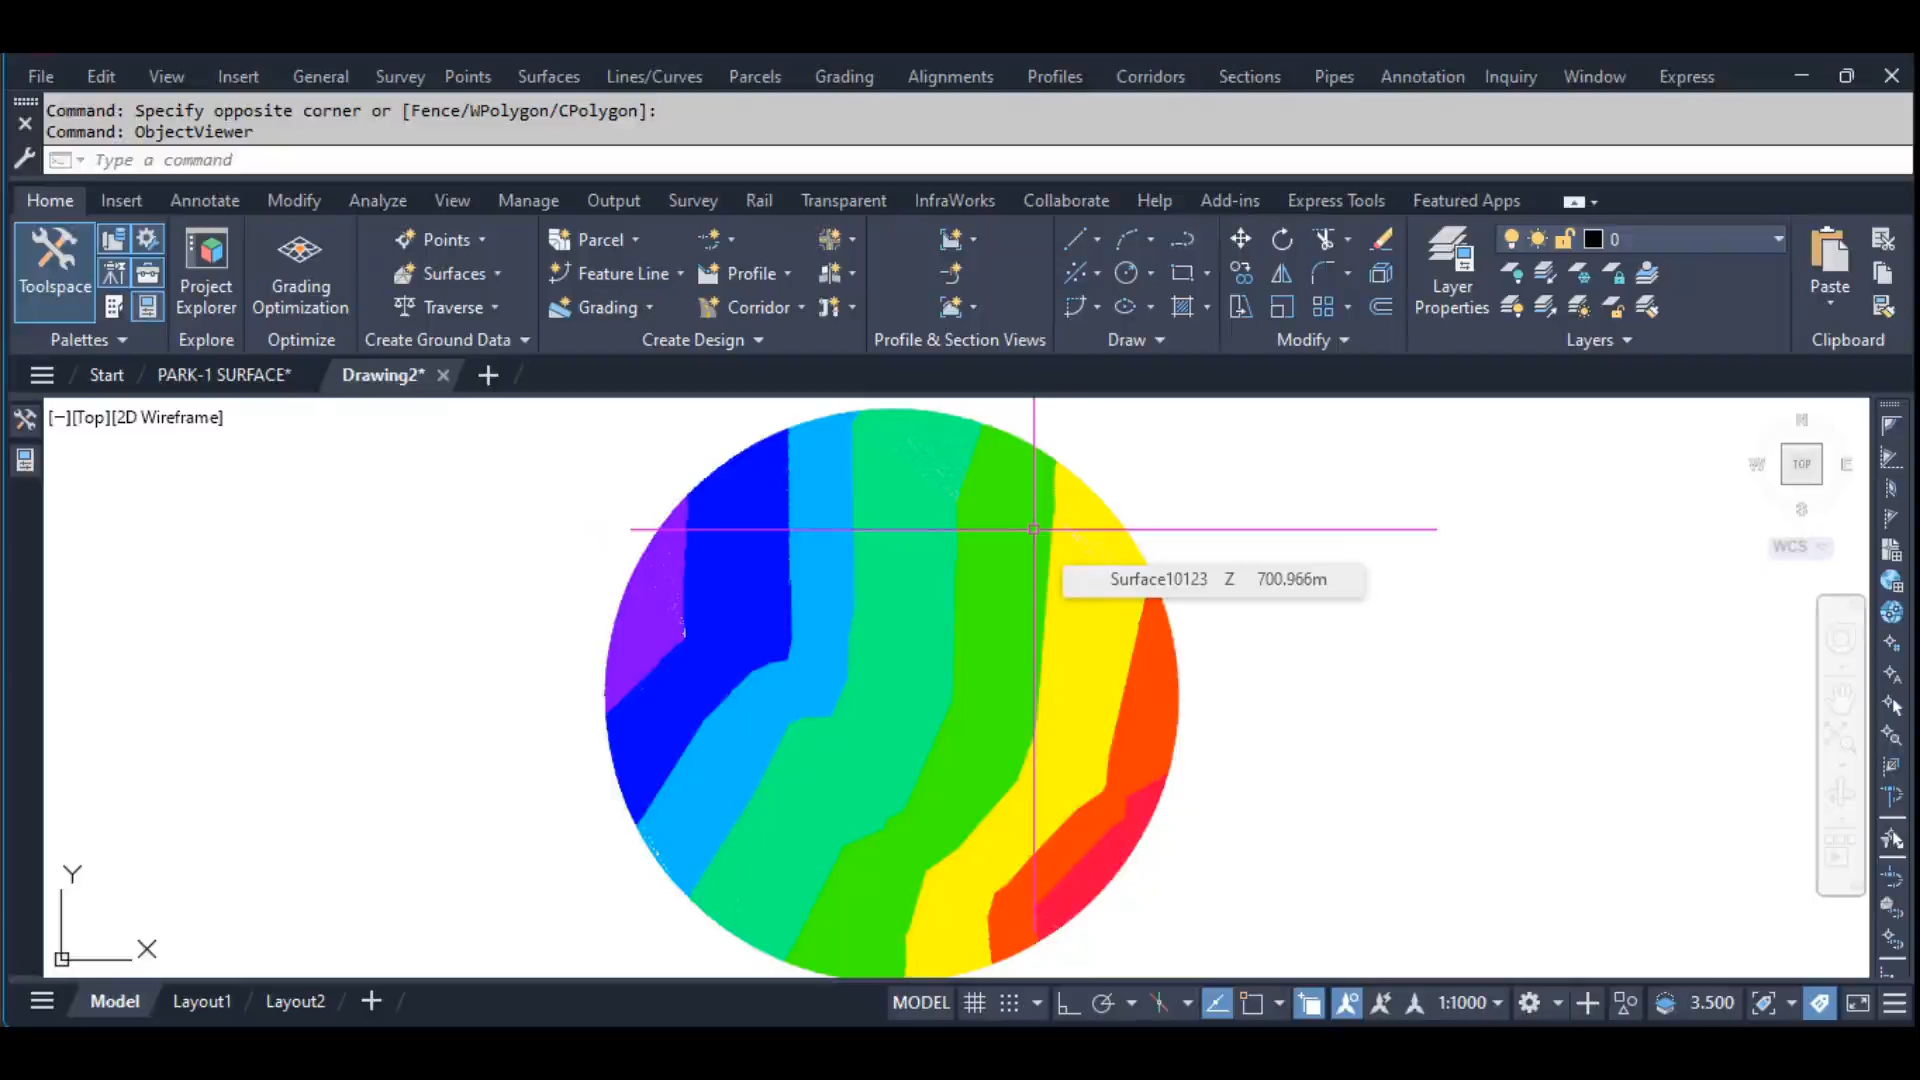 File Edit View Insert General Survey Points Surfaces Lines/Curves Parcels Grading Alignments Profiles Corridors Sections Pipes Annotation Inquiry Window Express
Command: Specify opposite corner or [Fence/WPolygon/CPolygon]:
Command: ObjectViewer
Type a command
Home Insert Annotate Modify Analyze View Manage Output Survey Rail Transparent InfraWorks Collaborate Help Add-ins Express Tools Featured Apps
Points Parcel 0
Surfaces Feature Line Profile
Toolspace Project Explorer Grading Optimization Layer Properties Paste
Traverse Grading Corridor
Palettes Explore Optimize Create Ground Data Create Design Profile & Section Views Draw Modify Layers Clipboard
Start PARK-1 SURFACE* Drawing2*
[−][Top][2D Wireframe]
N
W TOP E
S
WCS
Surface10123 Z 700.966m
Y
X
Model Layout1 Layout2 MODEL 1:1000 3.500